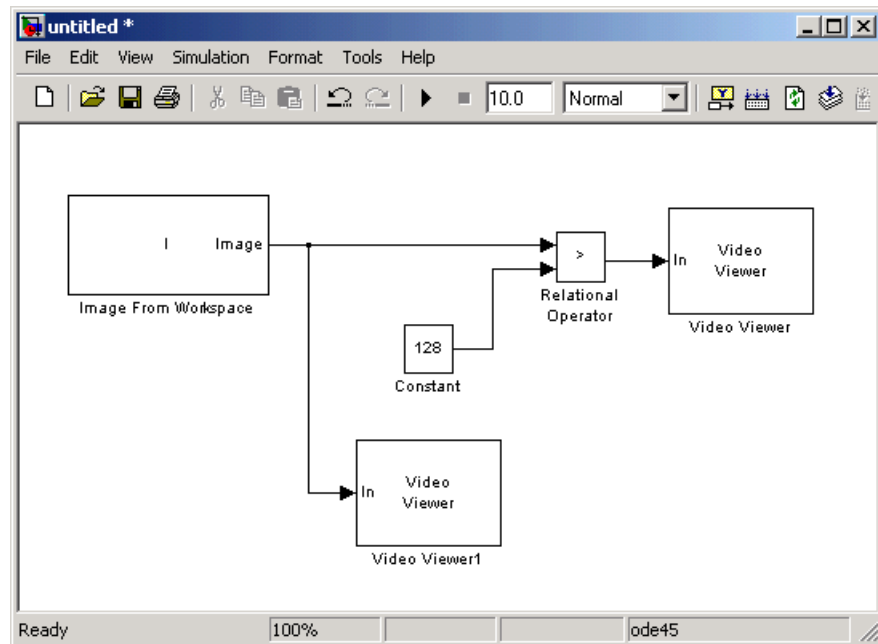 untitled *
File Edit View Simulation Format Tools Help
10.0 Normal
I Image
Image From Workspace
>
Relational
Operator
In Video
Viewer
Video Viewer
128
Constant
In Video
Viewer
Video Viewer1
Ready 100% ode45